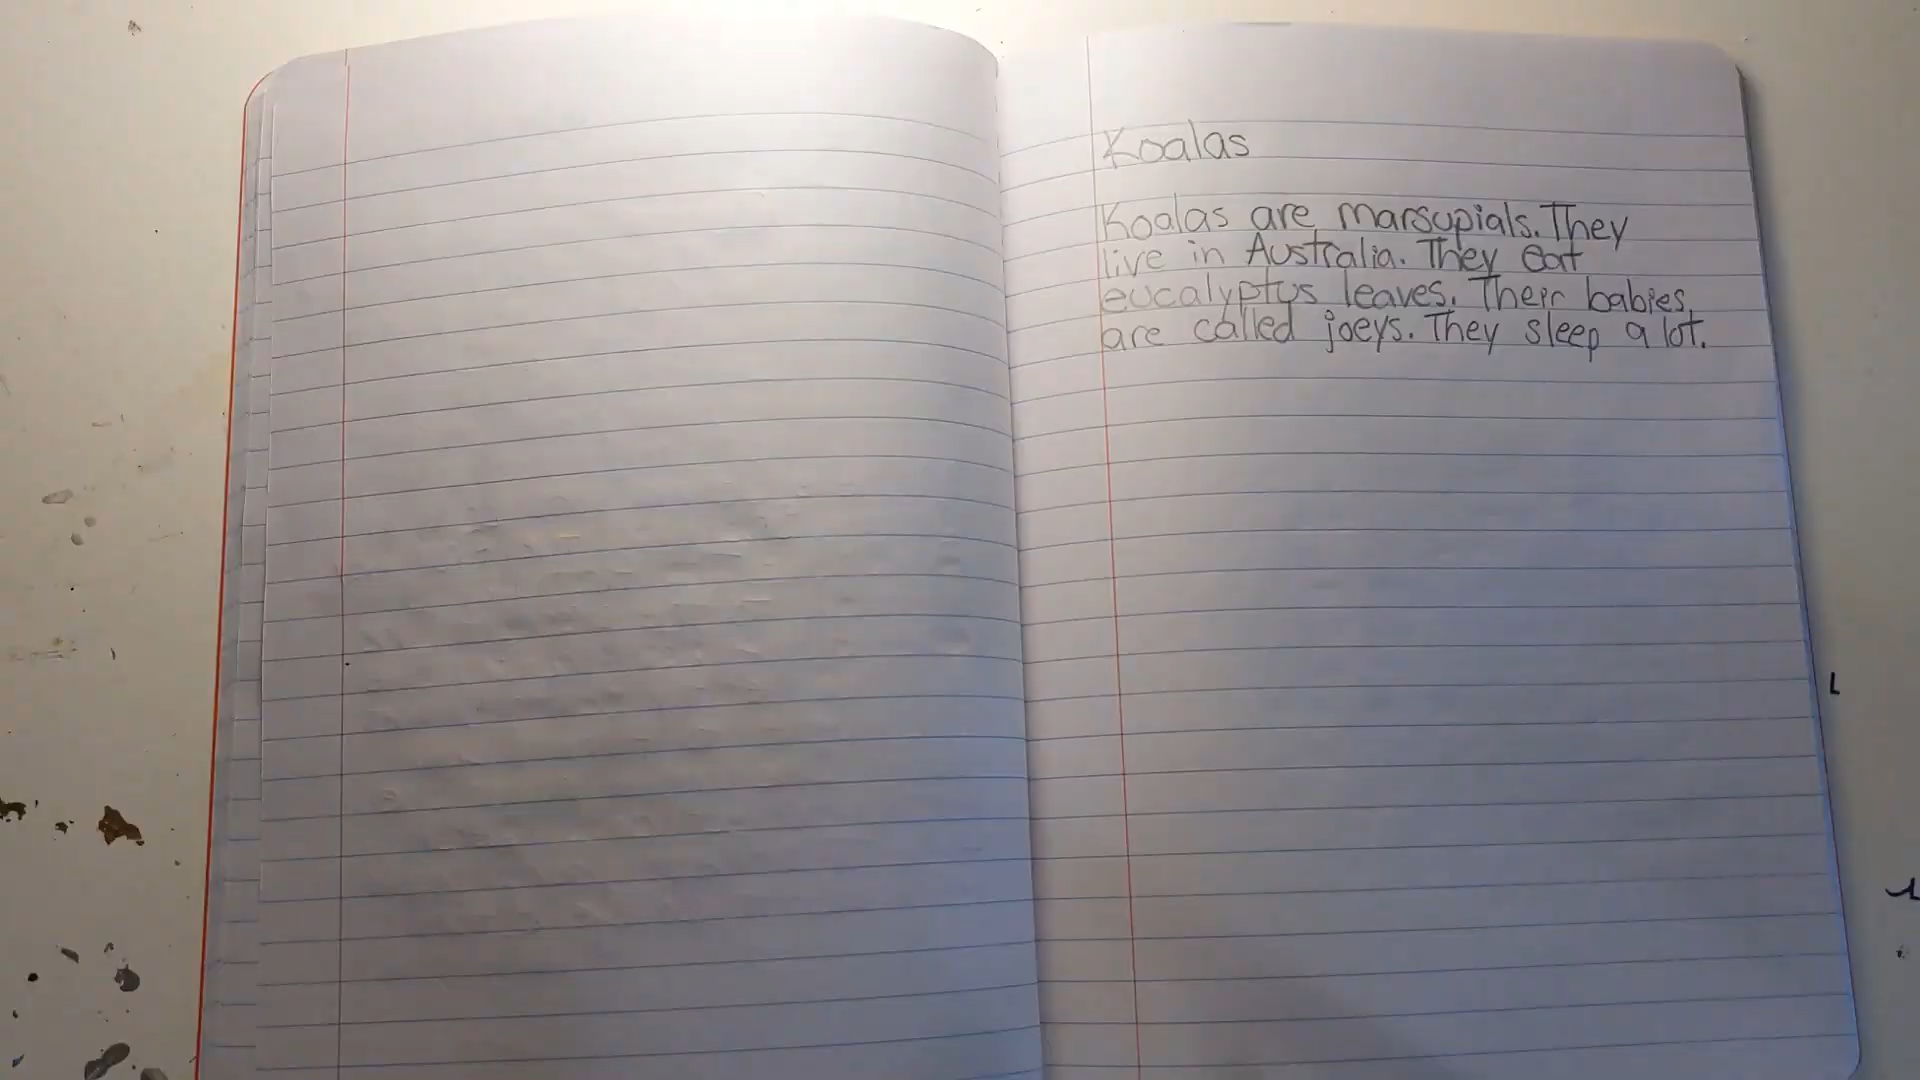 Koalas
Koalas are marsupials. They
live in Australia. They eat
eucalyptus leaves. Their babies
are called joeys. They sleep a lot.